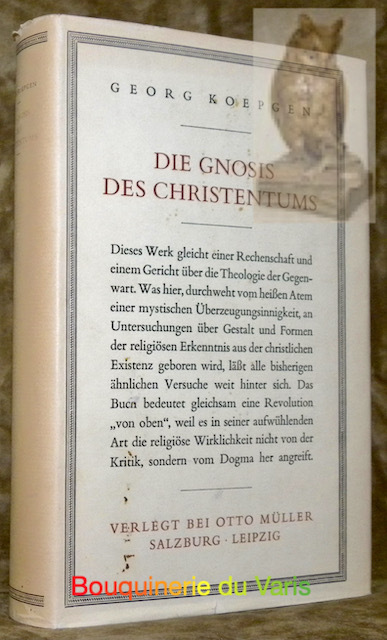 GEORG KOEPGEN
DIE GNOSIS
DES CHRISTENTUMS
Dieses Werk gleicht einer Rechenschaft und
einem Gericht über die Theologie der Gegen-
wart. Was hier, durchweht vom heißen Atem
einer mystischen Überzeugungsinnigkeit, an
Untersuchungen über Gestalt und Formen
der religiösen Erkenntnis aus der christlichen
Existenz geboren wird, läßt alle bisherigen
ähnlichen Versuche weit hinter sich. Das
Buch bedeutet gleichsam eine Revolution
„von oben“, weil es in seiner aufwühlenden
Art die religiöse Wirklichkeit nicht von der
Kritik, sondern vom Dogma her angreift.
VERLEGT BEI OTTO MÜLLER
SALZBURG · LEIPZIG
Bouquinerie du Varis